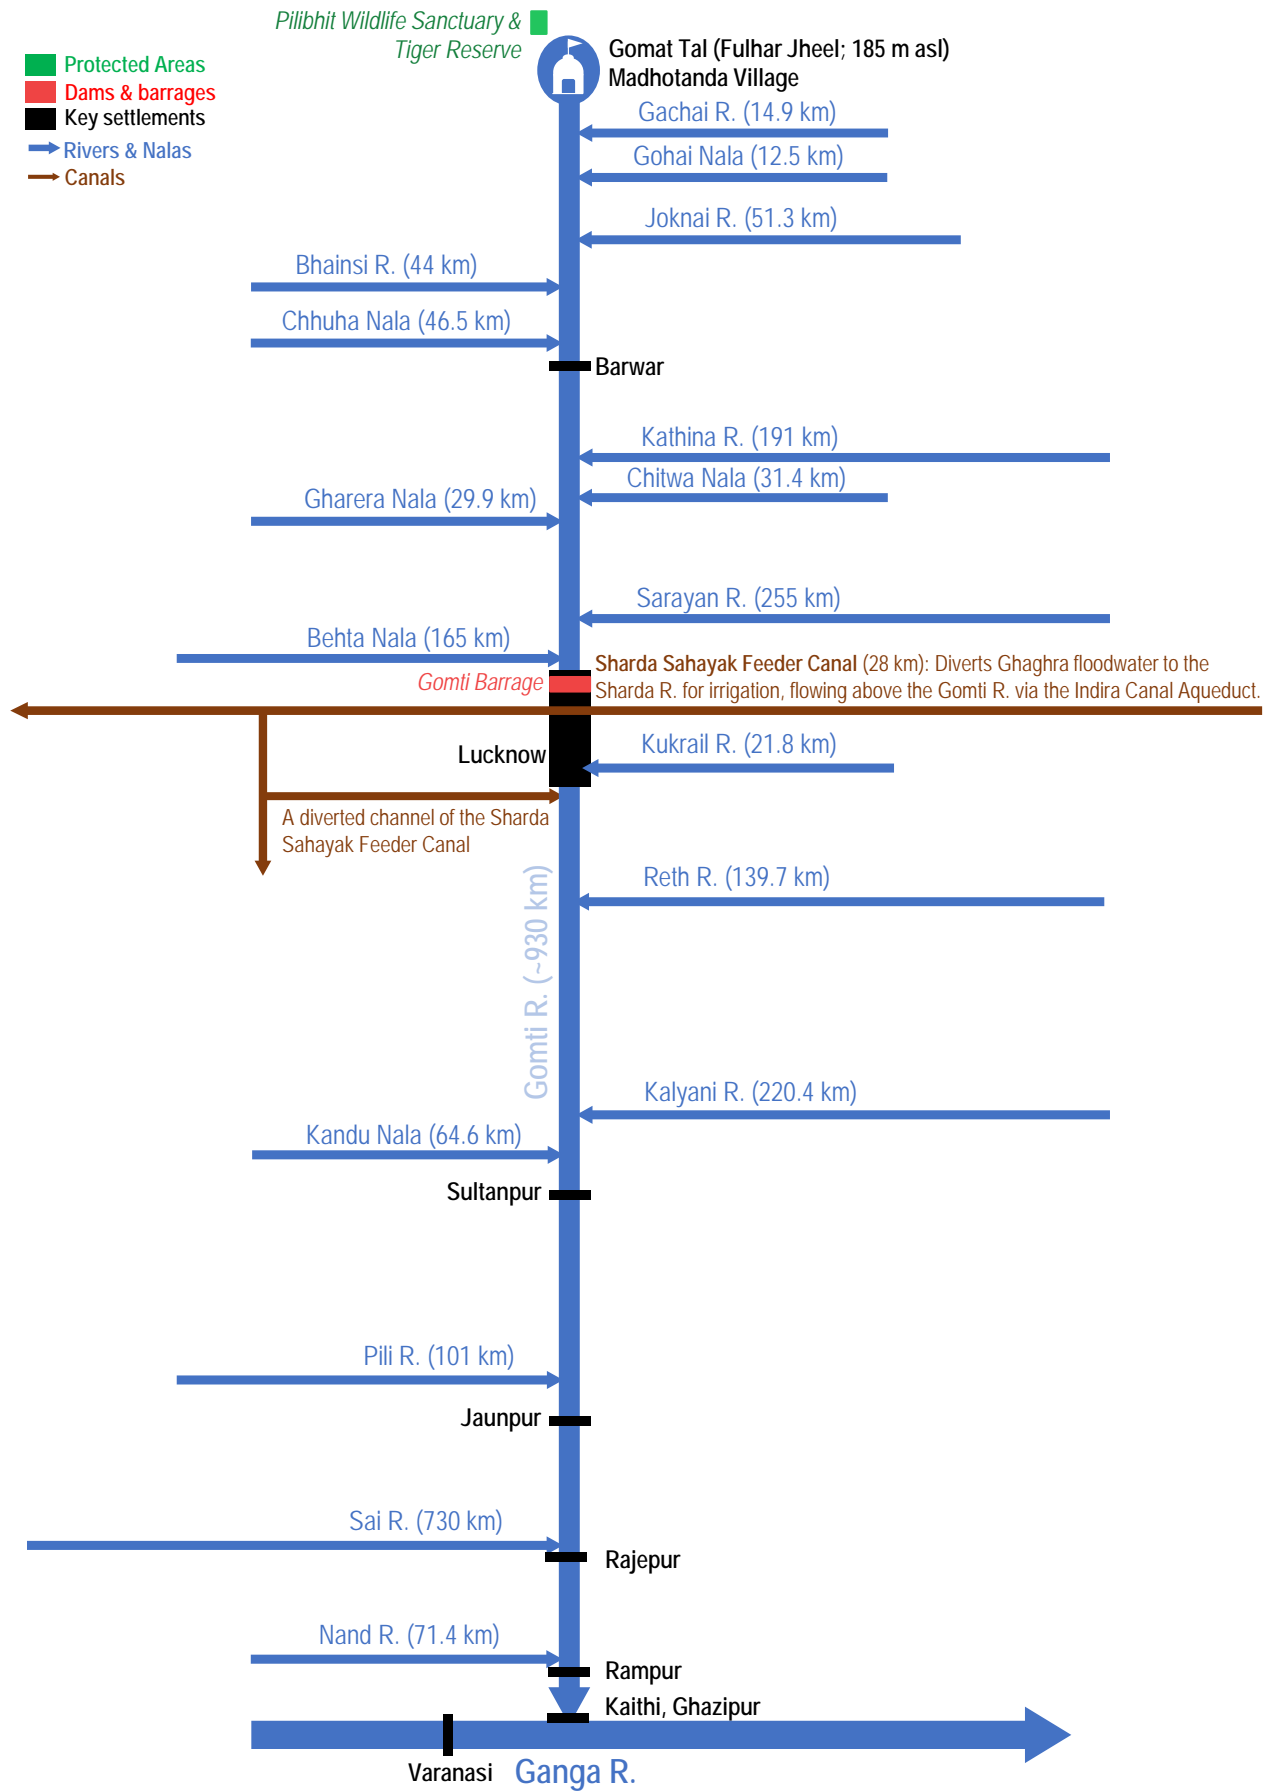 Pilibhit Wildlife Sanctuary &
Tiger Reserve
Gomat Tal (Fulhar Jheel; 185 m asl)
Madhotanda Village
Protected Areas
Dams & barrages
Key settlements
Rivers & Nalas
Canals
Gachai R. (14.9 km)
Gohai Nala (12.5 km)
Joknai R. (51.3 km)
Bhainsi R. (44 km)
Chhuha Nala (46.5 km)
Barwar
Kathina R. (191 km)
Chitwa Nala (31.4 km)
Gharera Nala (29.9 km)
Sarayan R. (255 km)
Behta Nala (165 km)
Sharda Sahayak Feeder Canal (28 km): Diverts Ghaghra floodwater to the
Sharda R. for irrigation, flowing above the Gomti R. via the Indira Canal Aqueduct.
Gomti Barrage
Kukrail R. (21.8 km)
Lucknow
A diverted channel of the Sharda
Sahayak Feeder Canal
Reth R. (139.7 km)
Gomti R. (~930 km)
Kalyani R. (220.4 km)
Kandu Nala (64.6 km)
Sultanpur
Pili R. (101 km)
Jaunpur
Sai R. (730 km)
Rajepur
Nand R. (71.4 km)
Rampur
Kaithi, Ghazipur
Varanasi
Ganga R.